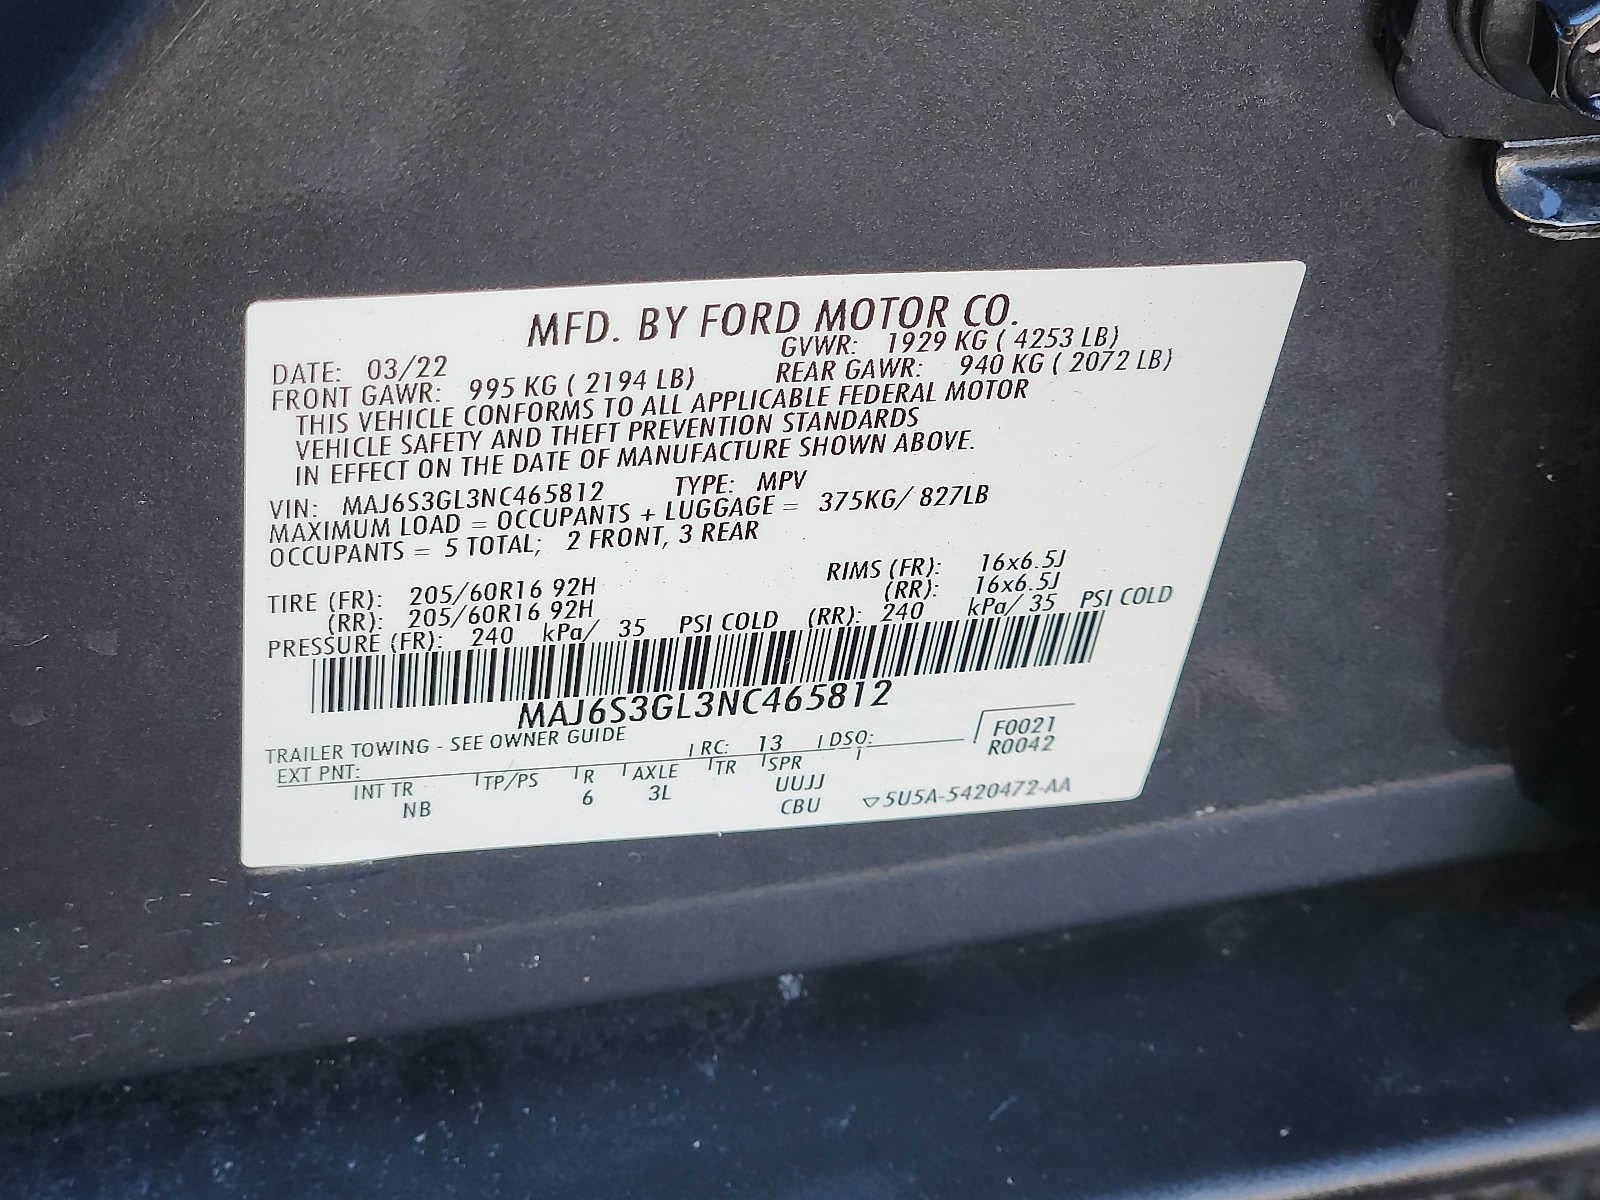 MFD. BY FORD MOTOR CO.
DATE: 03/22 GVWR: 1929 KG ( 4253 LB)
FRONT GAWR: 995 KG ( 2194 LB) REAR GAWR: 940 KG ( 2072 LB)
THIS VEHICLE CONFORMS TO ALL APPLICABLE FEDERAL MOTOR
VEHICLE SAFETY AND THEFT PREVENTION STANDARDS
IN EFFECT ON THE DATE OF MANUFACTURE SHOWN ABOVE.
VIN: MAJ6S3GL3NC465812 TYPE: MPV
MAXIMUM LOAD = OCCUPANTS + LUGGAGE = 375KG/ 827LB
OCCUPANTS = 5 TOTAL; 2 FRONT, 3 REAR
TIRE (FR): 205/60R16 92H RIMS (FR): 16x6.5J
(RR): 205/60R16 92H (RR): 16x6.5J
PRESSURE (FR): 240 kPa/ 35 PSI COLD (RR): 240 kPa/ 35 PSI COLD
MAJ6S3GL3NC465812
TRAILER TOWING - SEE OWNER GUIDE
F0021
EXT PNT: RC: 13 DSO: R0042
INT TR TP/PS R AXLE TR SPR
NB 6 3L UUJJ
CBU ▽5U5A-5420472-AA